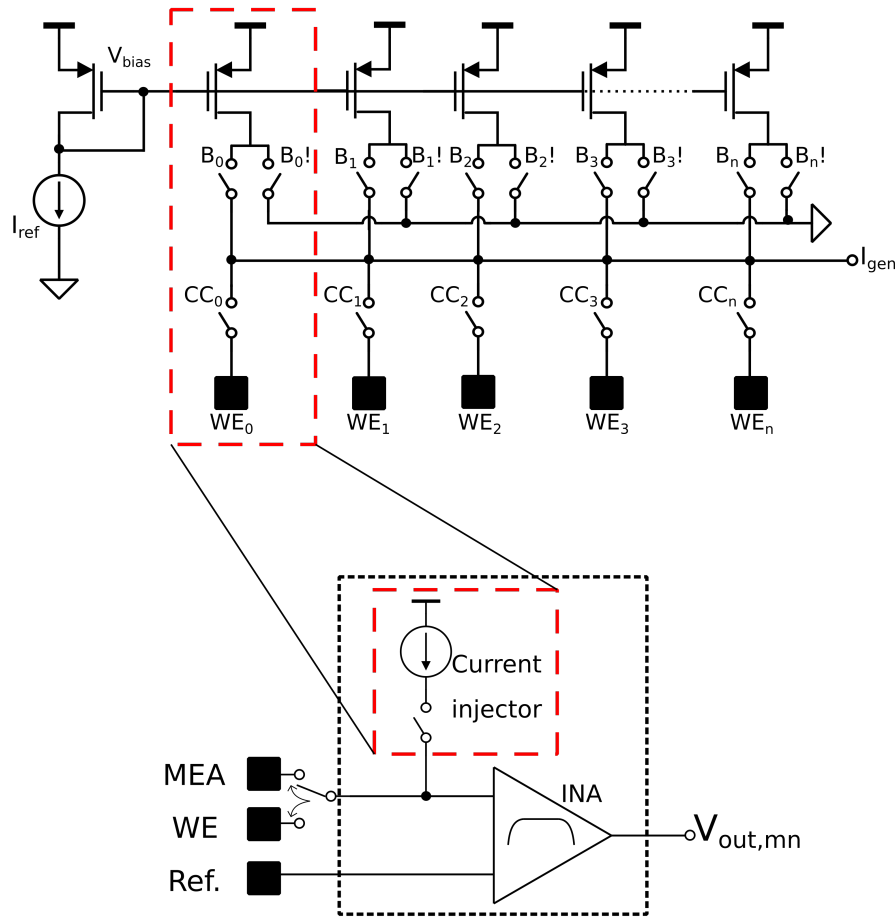 V_bias
B_0 B_0! B_1 B_1! B_2 B_2! B_3 B_3! B_n B_n!
I_ref
I_gen
CC_0 CC_1 CC_2 CC_3 CC_n
WE_0 WE_1 WE_2 WE_3 WE_n
Current
injector
MEA
INA
WE
V_out,mn
Ref.